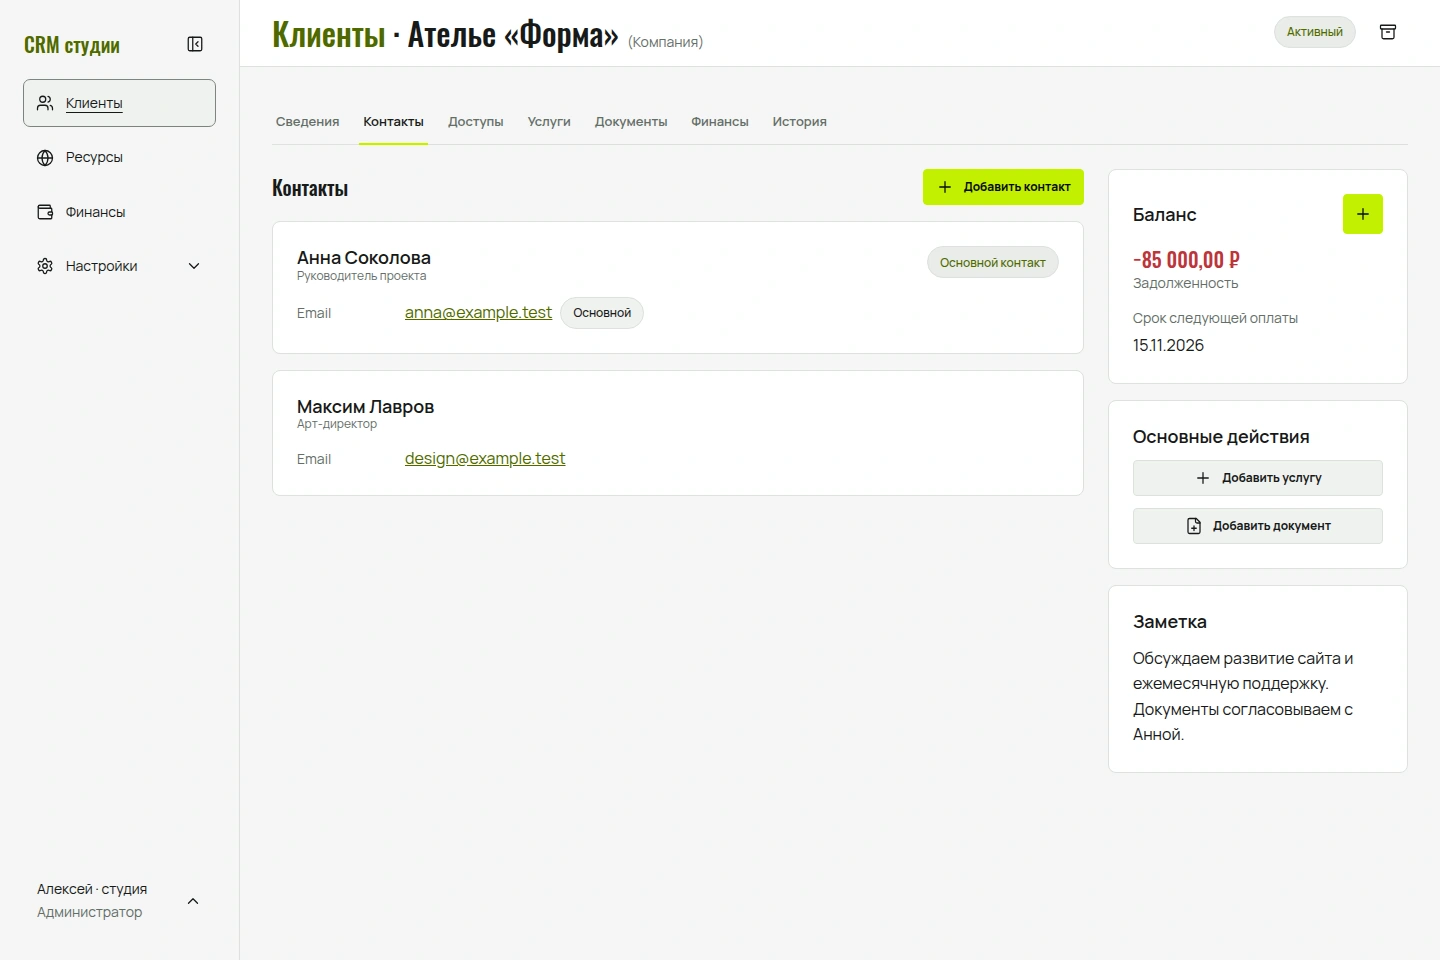 CRM студии
Клиенты
Ресурсы
Финансы
Настройки
Алексей · студия
Администратор
Клиенты · Ателье «Форма» (Компания)
Активный
Сведения Контакты Доступы Услуги Документы Финансы История
Контакты
Добавить контакт
Анна Соколова
Руководитель проекта
Основной контакт
Email anna@example.test Основной
Максим Лавров
Арт-директор
Email design@example.test
Баланс
-85 000,00 ₽
Задолженность
Срок следующей оплаты
15.11.2026
Основные действия
Добавить услугу
Добавить документ
Заметка
Обсуждаем развитие сайта и
ежемесячную поддержку.
Документы согласовываем с
Анной.